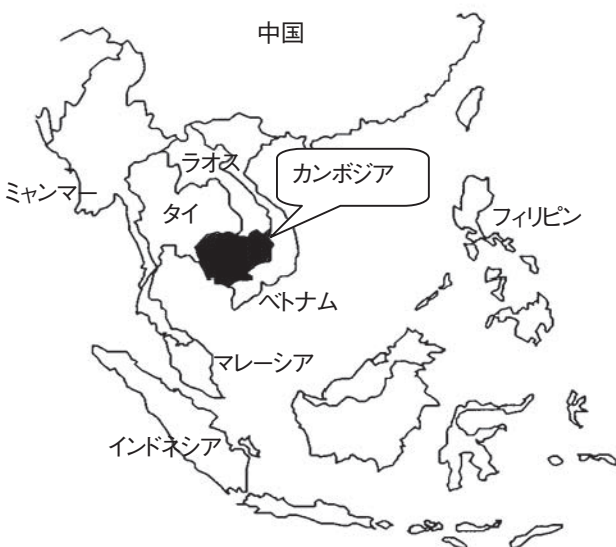 中国
ラオス
カンボジア
ミャンマー
タイ
フィリピン
ベトナム
マレーシア
インドネシア